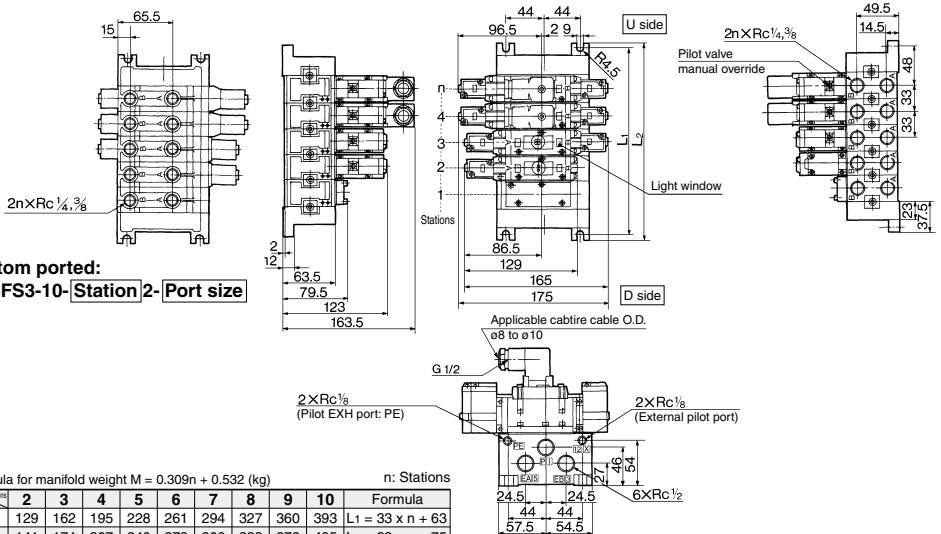 65.5
15
2n×Rc¼,⅜
tom ported:
FS3-10- Station 2- Port size
2
12
63.5
79.5
123
163.5
44 44
96.5 2 9
U side
R4.5
n
4
3
2
1
Stations
L1
L2
Light window
86.5
129
165
175
D side
49.5
14.5
2n×Rc¼,⅜
Pilot valve
manual override
48
33
33
23
37.5
A
B
Applicable cabtire cable O.D.
ø8 to ø10
G 1/2
2×Rc⅛
(Pilot EXH port: PE)
2×Rc⅛
(External pilot port)
PE
12 X
P 1
EA 5
EB 3
27
46
54
24.5 24.5
44 44
57.5 54.5
6×Rc½
ula for manifold weight M = 0.309n + 0.532 (kg)
n: Stations
2 3 4 5 6 7 8 9 10 Formula
129 162 195 228 261 294 327 360 393 L1 = 33 x n + 63